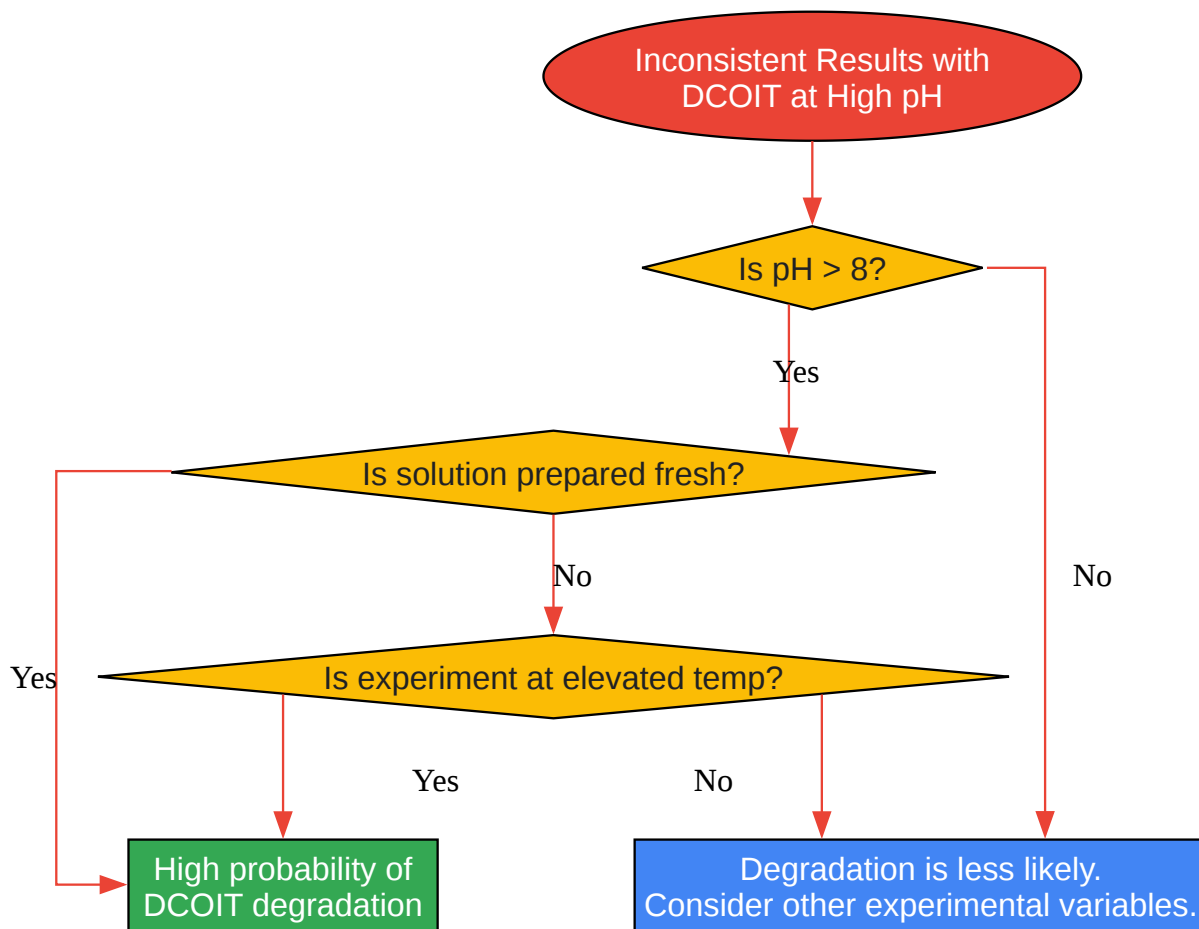 Inconsistent Results with
DCOIT at High pH
Is pH > 8?
Yes
Is solution prepared fresh?
No
No
Yes
Is experiment at elevated temp?
Yes
No
High probability of
DCOIT degradation
Degradation is less likely.
Consider other experimental variables.